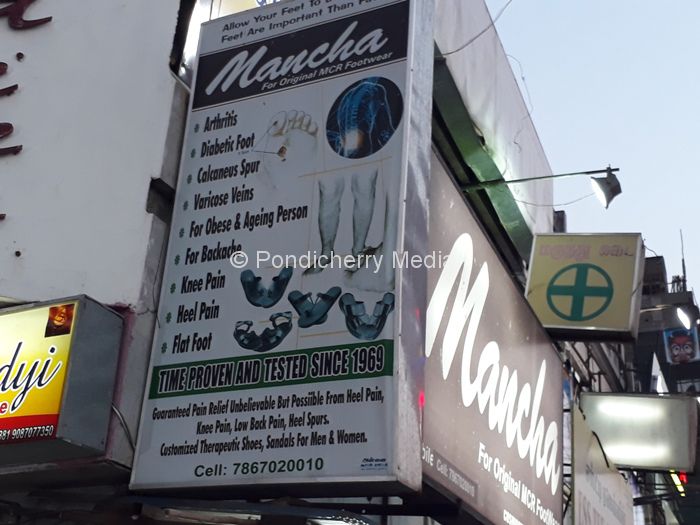 Allow Your Feet To
Feet Are Important Than
Mancha
For Original MCR Footwear
Arthritis
Diabetic Foot
Calcaneus Spur
Varicose Veins
For Obese & Ageing Person
For Backache
Knee Pain
Heel Pain
Flat Foot
TIME PROVEN AND TESTED SINCE 1969
Guaranteed Pain Relief Unbelievable But Possiible From Heel Pain,
Knee Pain, Low Back Pain, Heel Spurs.
Customized Therapeutic Shoes, Sandals For Men & Women.
Cell: 7867020010
© Pondicherry Media
Mancha
For Original MCR
Cell: 7867020010
dyi
9087077350